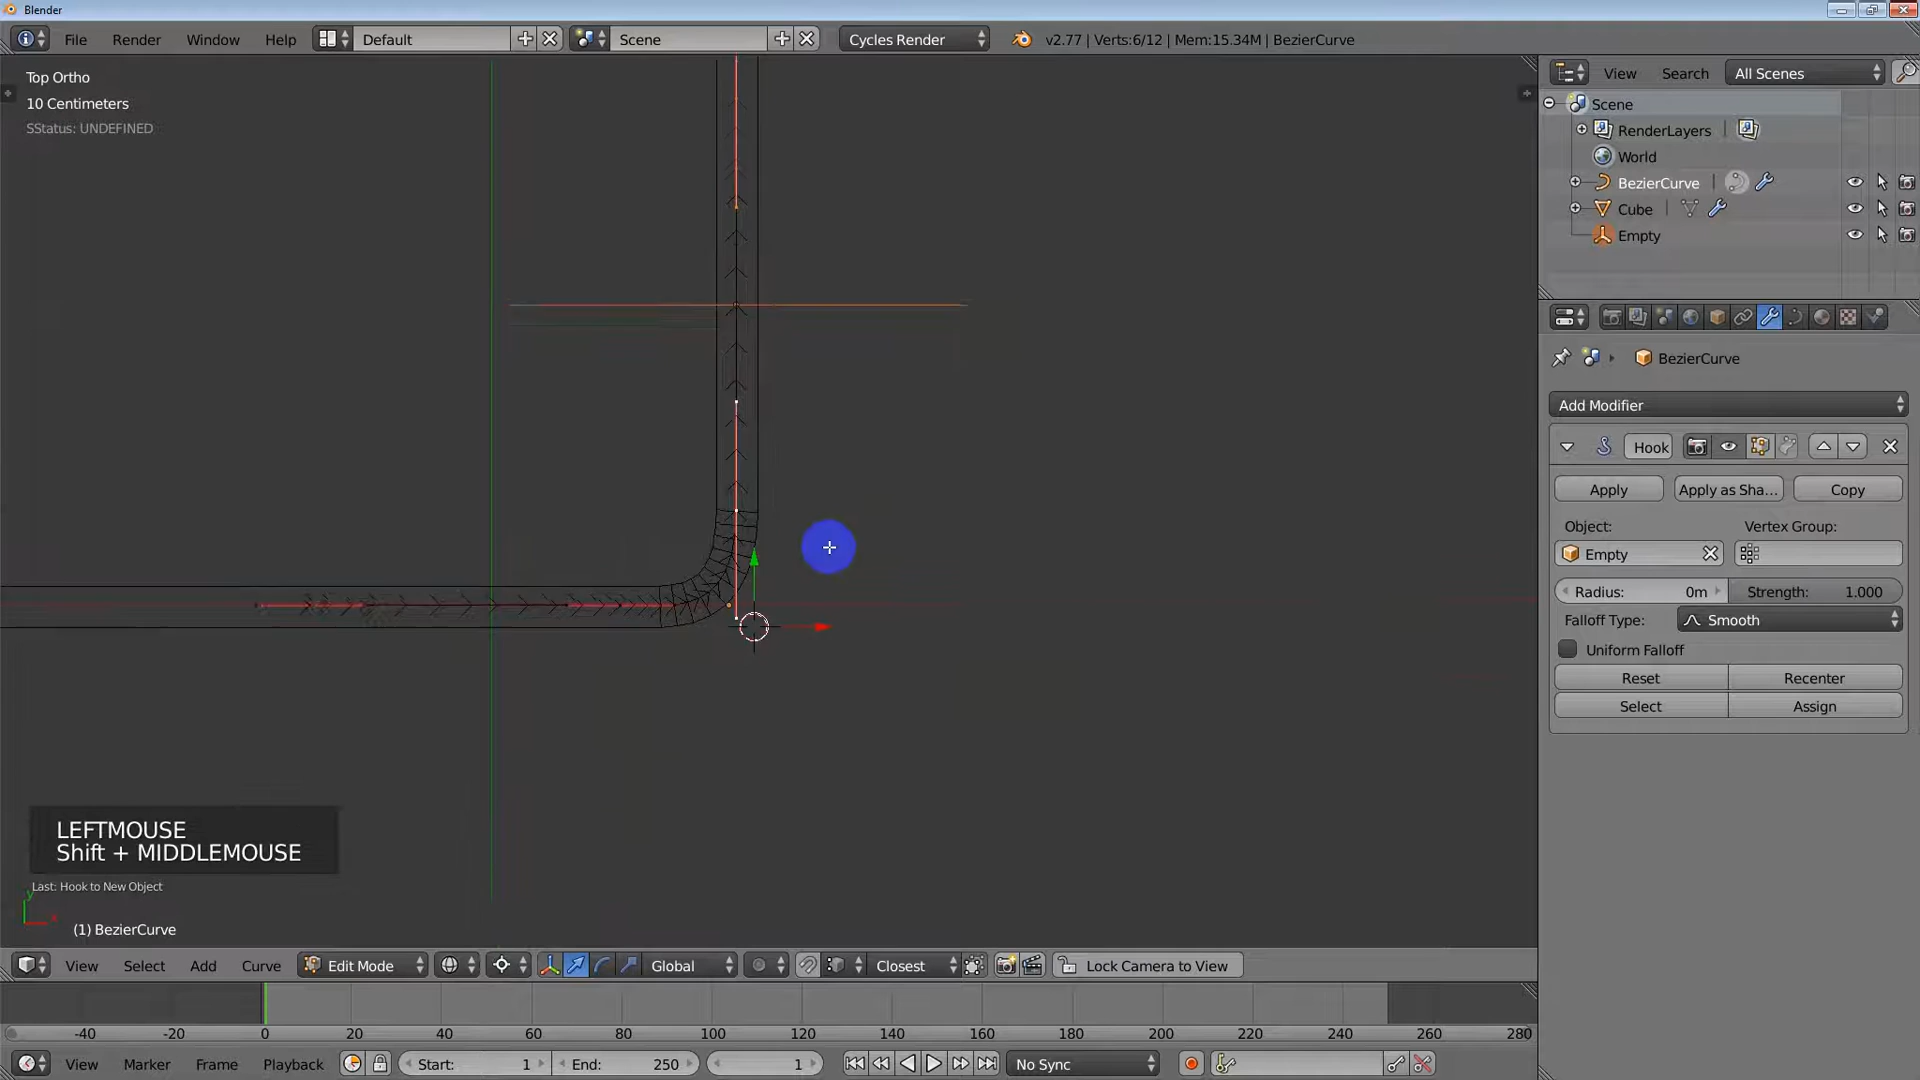 Blender
File Render Window Help Default Scene Cycles Render v2.77 | Verts:6/12 | Mem:15.34M | BezierCurve
Top Ortho
10 Centimeters
SStatus: UNDEFINED
View Search All Scenes
Scene
RenderLayers
World
BezierCurve
Cube
Empty
BezierCurve
Add Modifier
Hook
Apply Apply as Sha... Copy
Object: Vertex Group:
Empty
Radius: 0m Strength: 1.000
Falloff Type: Smooth
Uniform Falloff
Reset Recenter
Select Assign
LEFTMOUSE
Shift + MIDDLEMOUSE
Last: Hook to New Object
y
x
(1) BezierCurve
View Select Add Curve Edit Mode Global Closest Lock Camera to View
-40 -20 0 20 40 60 80 100 120 140 160 180 200 220 240 260 280
View Marker Frame Playback Start: 1 End: 250 1 No Sync